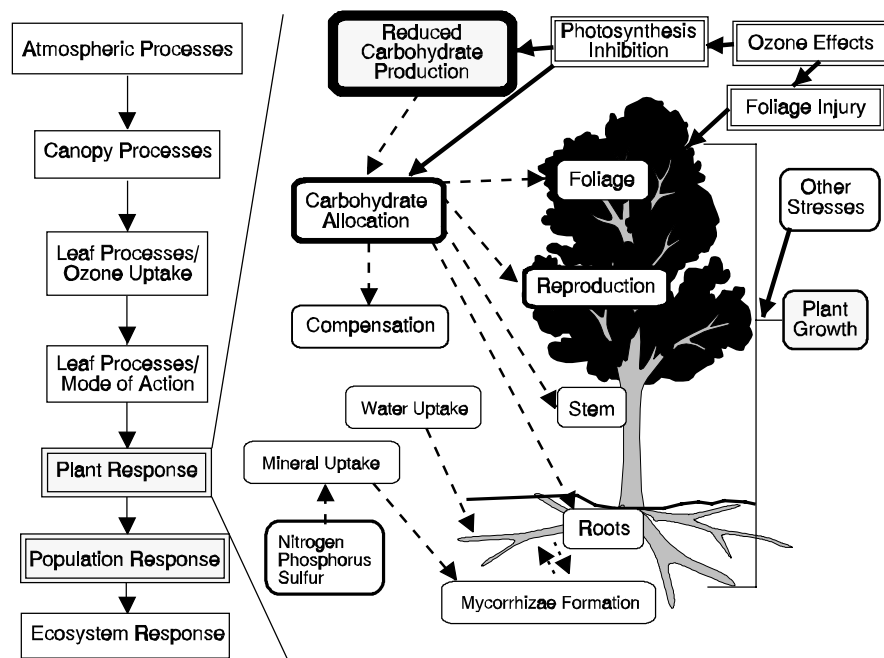 Atmospheric Processes
Canopy Processes
Leaf Processes/
Ozone Uptake
Leaf Processes/
Mode of Action
Plant Response
Population Response
Ecosystem Response
Reduced
Carbohydrate
Production
Photosynthesis
Inhibition
Ozone Effects
Foliage Injury
Carbohydrate
Allocation
Foliage
Other
Stresses
Reproduction
Compensation
Plant
Growth
Water Uptake
Stem
Mineral Uptake
Roots
Nitrogen
Phosphorus
Sulfur
Mycorrhizae Formation